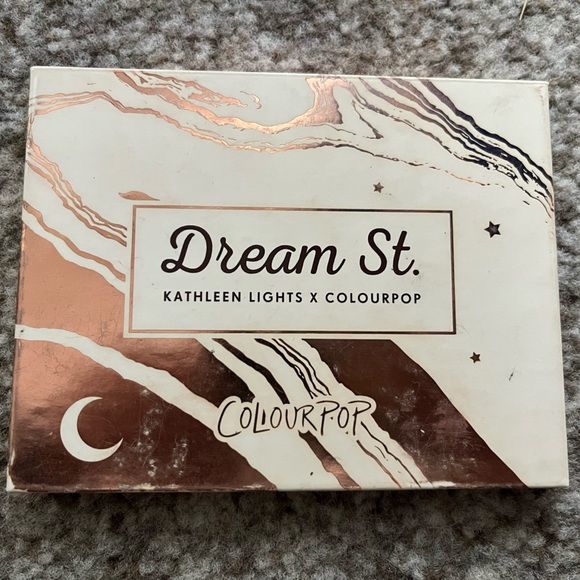 Dream St.
KATHLEEN LIGHTS X COLOURPOP
COLOURPOP